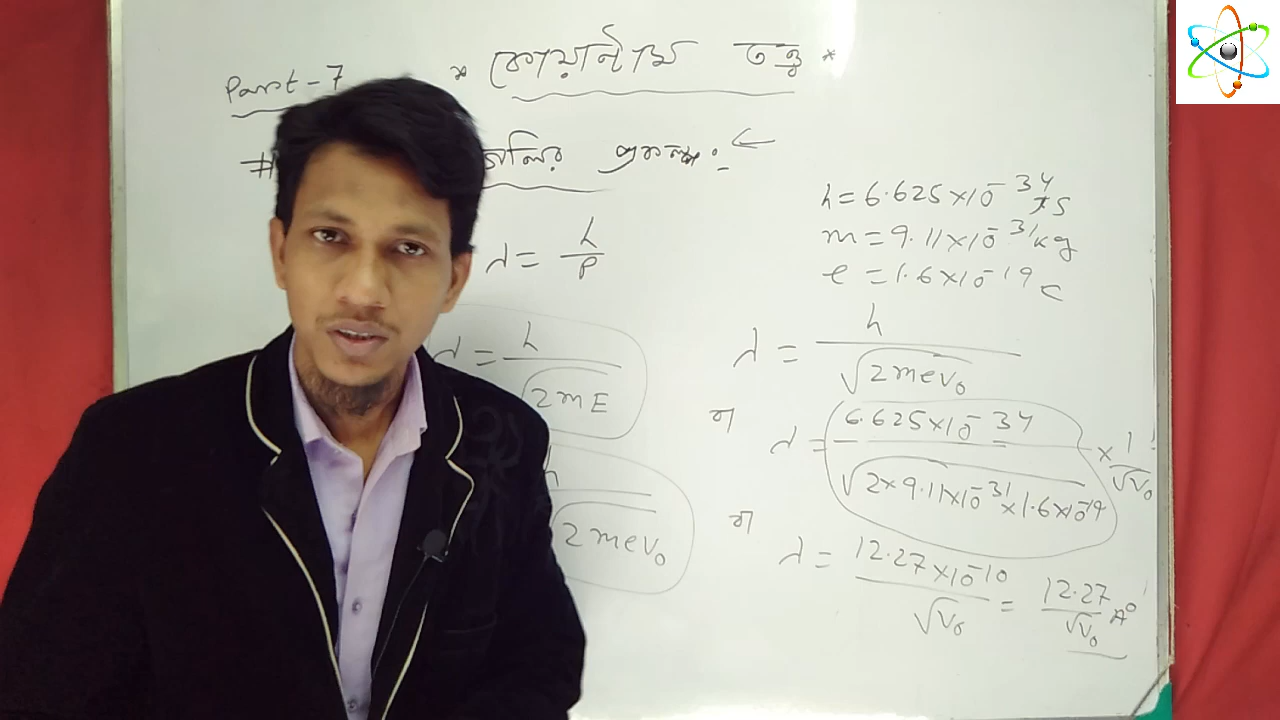 * কোয়ান্টাম তত্ত্ব *
Part-7
# প্রকল্প: ←
λ = h/p
λ = h/√2mE
h/√2meV₀
h = 6.625×10⁻³⁴ JS
m = 9.11×10⁻³¹ kg
e = 1.6×10⁻¹⁹ C
λ = h/√2meV₀
বা λ = 6.625×10⁻³⁴/√2×9.11×10⁻³¹×1.6×10⁻¹⁹ × 1/√V₀
বা λ = 12.27×10⁻¹⁰/√V₀ = 12.27/√V₀ A⁰